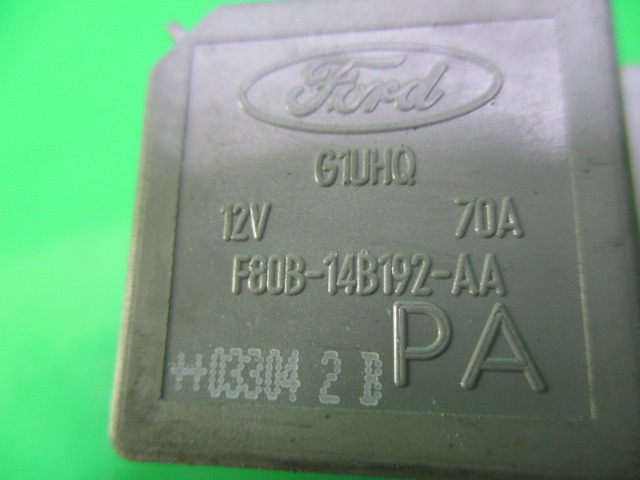 Ford
G1UHQ
12V 70A
F80B-14B192-AA
PA
++03304 2 B